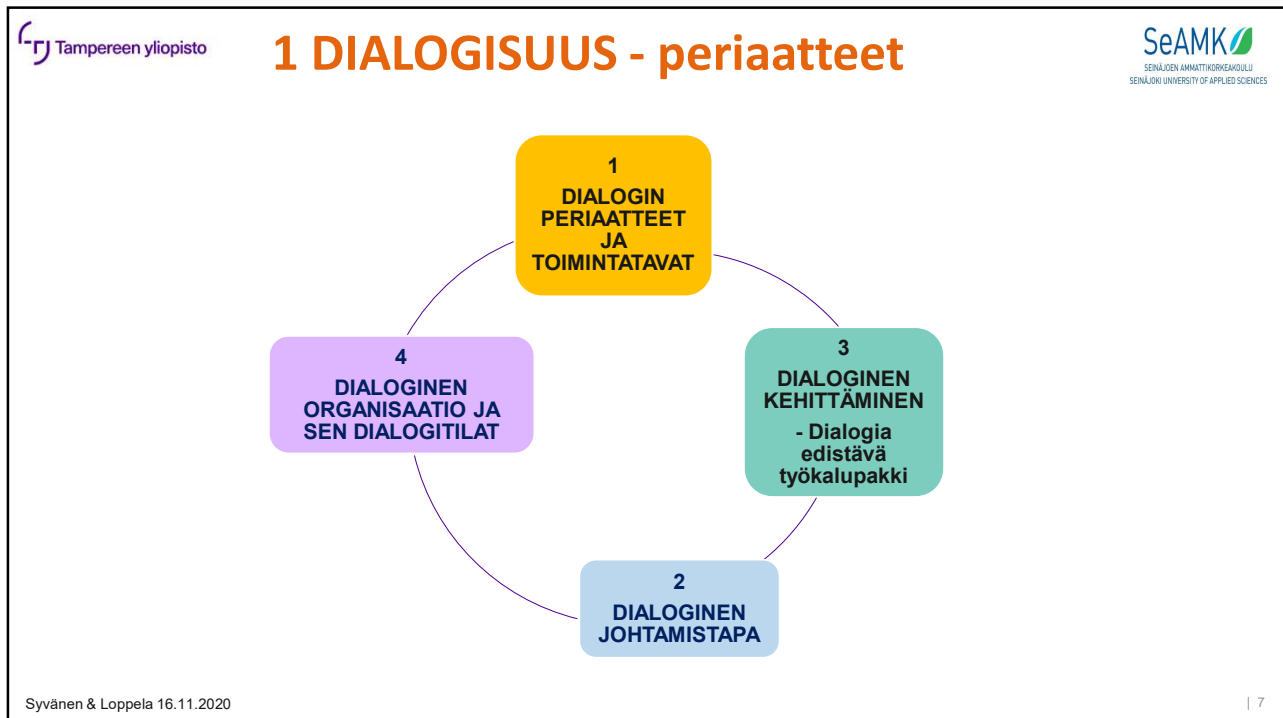 Tampereen yliopisto
1 DIALOGISUUS - periaatteet
SeAMK
SEINÄJOEN AMMATTIKORKEAKOULU
SEINÄJOKI UNIVERSITY OF APPLIED SCIENCES
1
DIALOGIN
PERIAATTEET
JA
TOIMINTATAVAT
4
DIALOGINEN
ORGANISAATIO JA
SEN DIALOGITILAT
3
DIALOGINEN
KEHITTÄMINEN
- Dialogia
edistävä
työkalupakki
2
DIALOGINEN
JOHTAMISTAPA
Syvänen & Loppela 16.11.2020
| 7